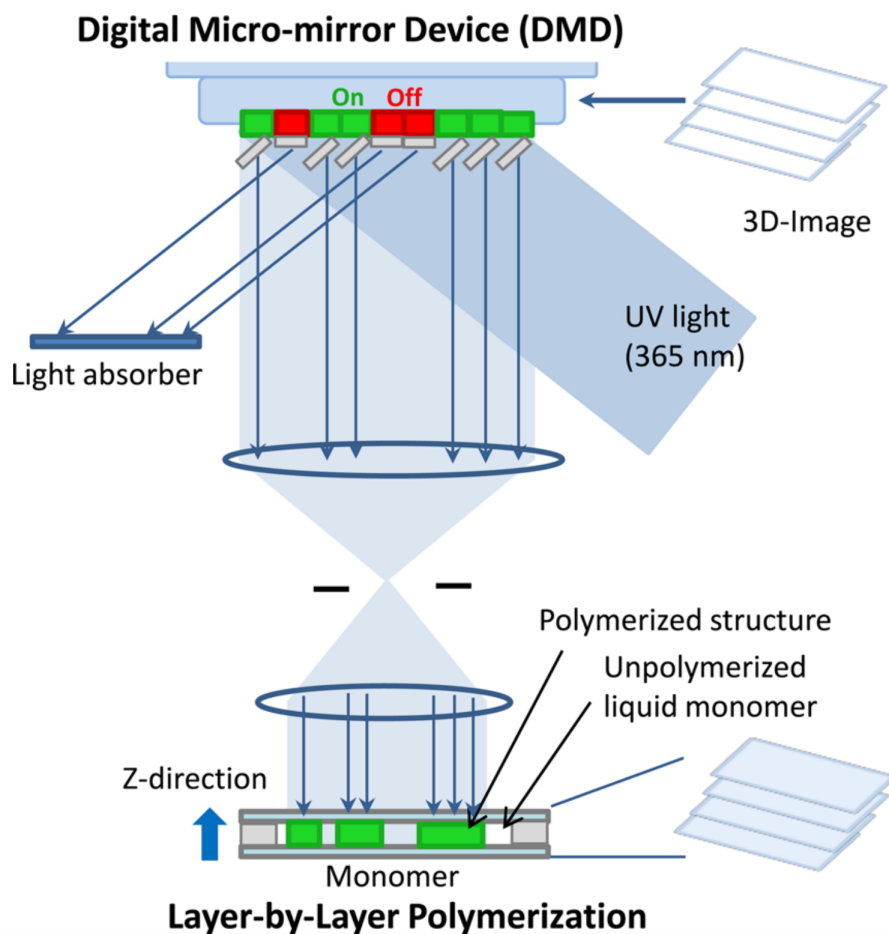 Digital Micro-mirror Device (DMD)
On Off
3D-Image
UV light
(365 nm)
Light absorber
Polymerized structure
Unpolymerized
liquid monomer
Z-direction
Monomer
Layer-by-Layer Polymerization